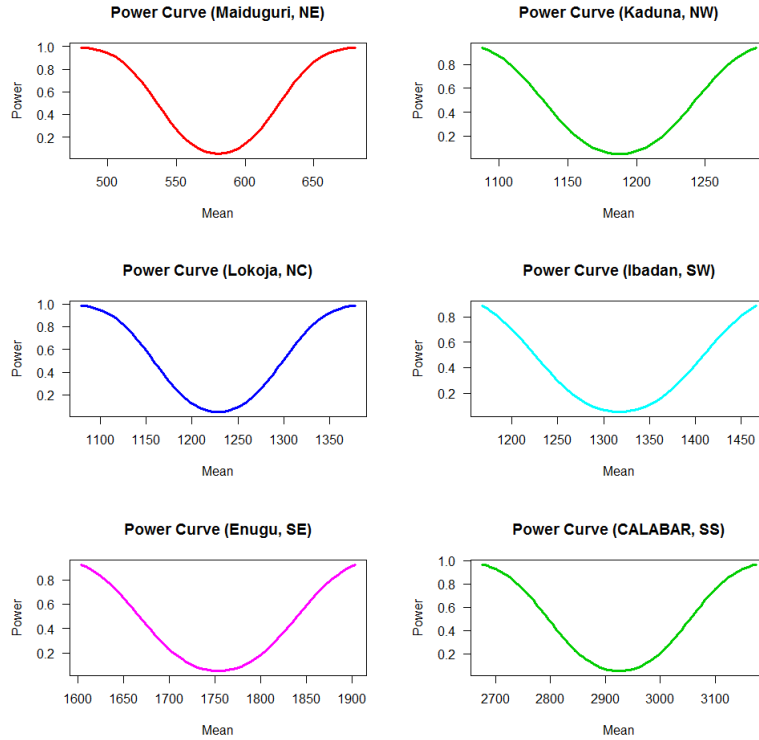 Power Curve (Maiduguri, NE)
Power
1.0
0.8
0.6
0.4
0.2
500 550 600 650
Mean
Power Curve (Kaduna, NW)
Power
0.8
0.6
0.4
0.2
1100 1150 1200 1250
Mean
Power Curve (Lokoja, NC)
Power
1.0
0.8
0.6
0.4
0.2
1100 1150 1200 1250 1300 1350
Mean
Power Curve (Ibadan, SW)
Power
0.8
0.6
0.4
0.2
1200 1250 1300 1350 1400 1450
Mean
Power Curve (Enugu, SE)
Power
0.8
0.6
0.4
0.2
1600 1650 1700 1750 1800 1850 1900
Mean
Power Curve (CALABAR, SS)
Power
1.0
0.8
0.6
0.4
0.2
2700 2800 2900 3000 3100
Mean